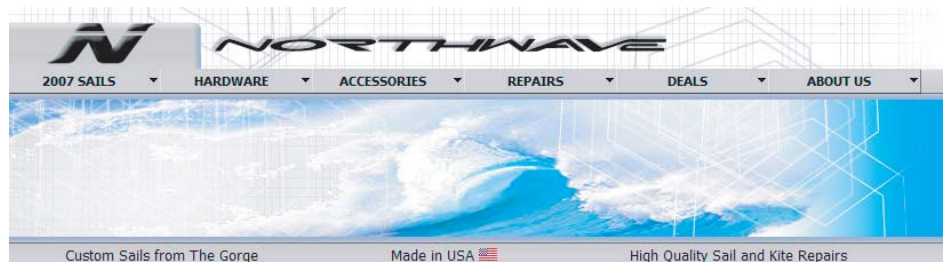 N NORTHWAVE
2007 SAILS HARDWARE ACCESSORIES REPAIRS DEALS ABOUT US
Custom Sails from The Gorge Made in USA High Quality Sail and Kite Repairs